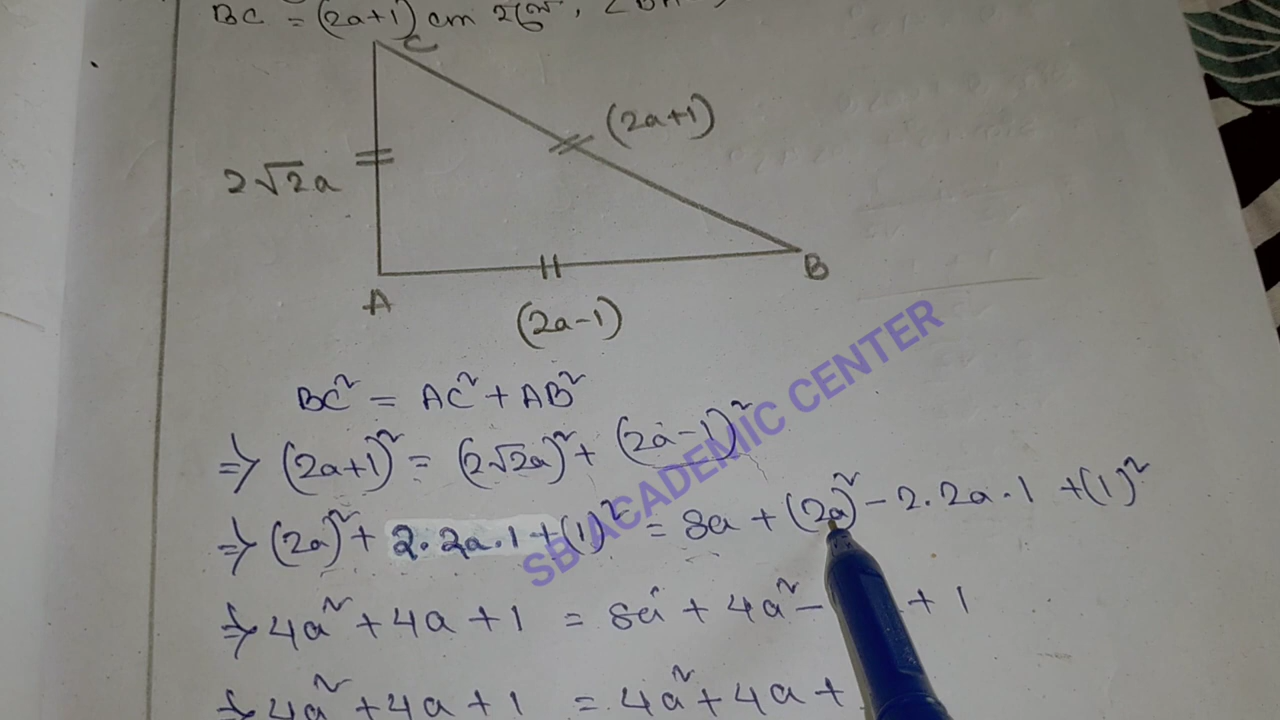 BC = (2a+1) cm
C
(2a+1)
2√2a
B
A
(2a-1)
BC² = AC² + AB²
⇒ (2a+1)² = (2√2a)² + (2a-1)²
⇒ (2a)² + 2·2a·1 + (1)² = 8a + (2a)² - 2·2a·1 + (1)²
⇒ 4a² + 4a + 1 = 8a + 4a² - + 1
⇒ 4a² + 4a + 1 = 4a² + 4a +
SB ACADEMIC CENTER